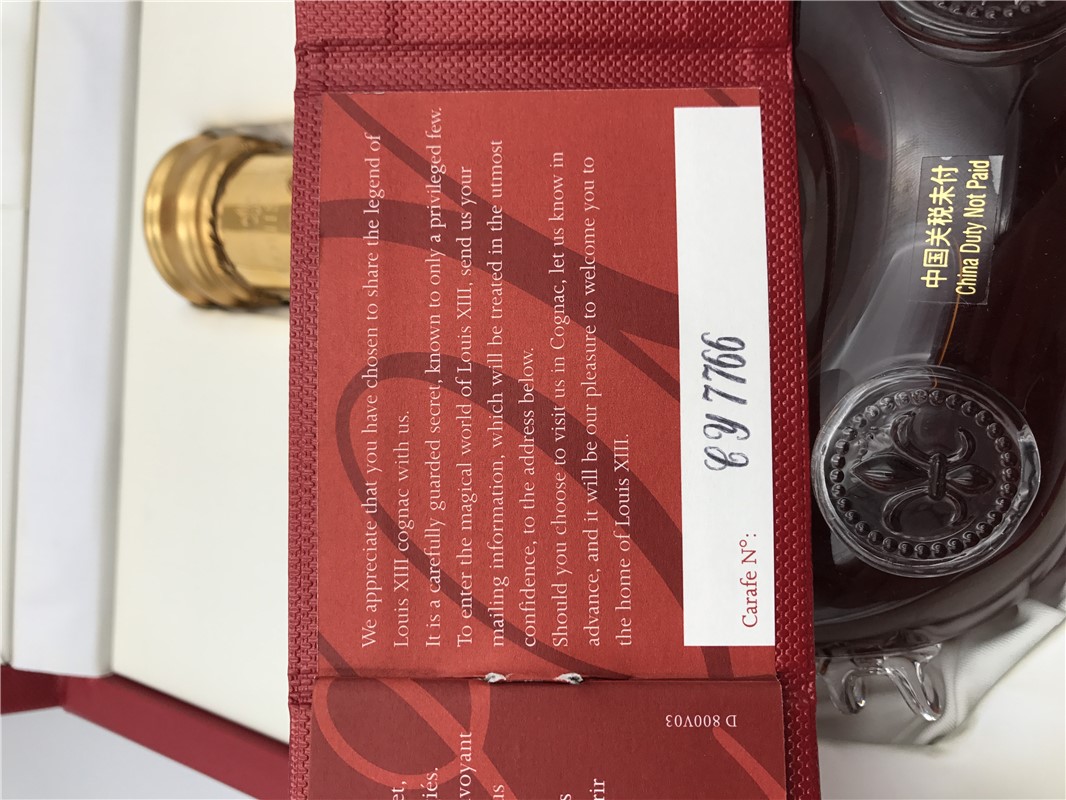 We appreciate that you have chosen to share the legend of
Louis XIII cognac with us.
It is a carefully guarded secret, known to only a privileged few.
To enter the magical world of Louis XIII, send us your
mailing information, which will be treated in the utmost
confidence, to the address below.
Should you choose to visit us in Cognac, let us know in
advance, and it will be our pleasure to welcome you to
the home of Louis XIII.
Carafe N°: CY 7766
D 800V03
中国关税未付
China Duty Not Paid